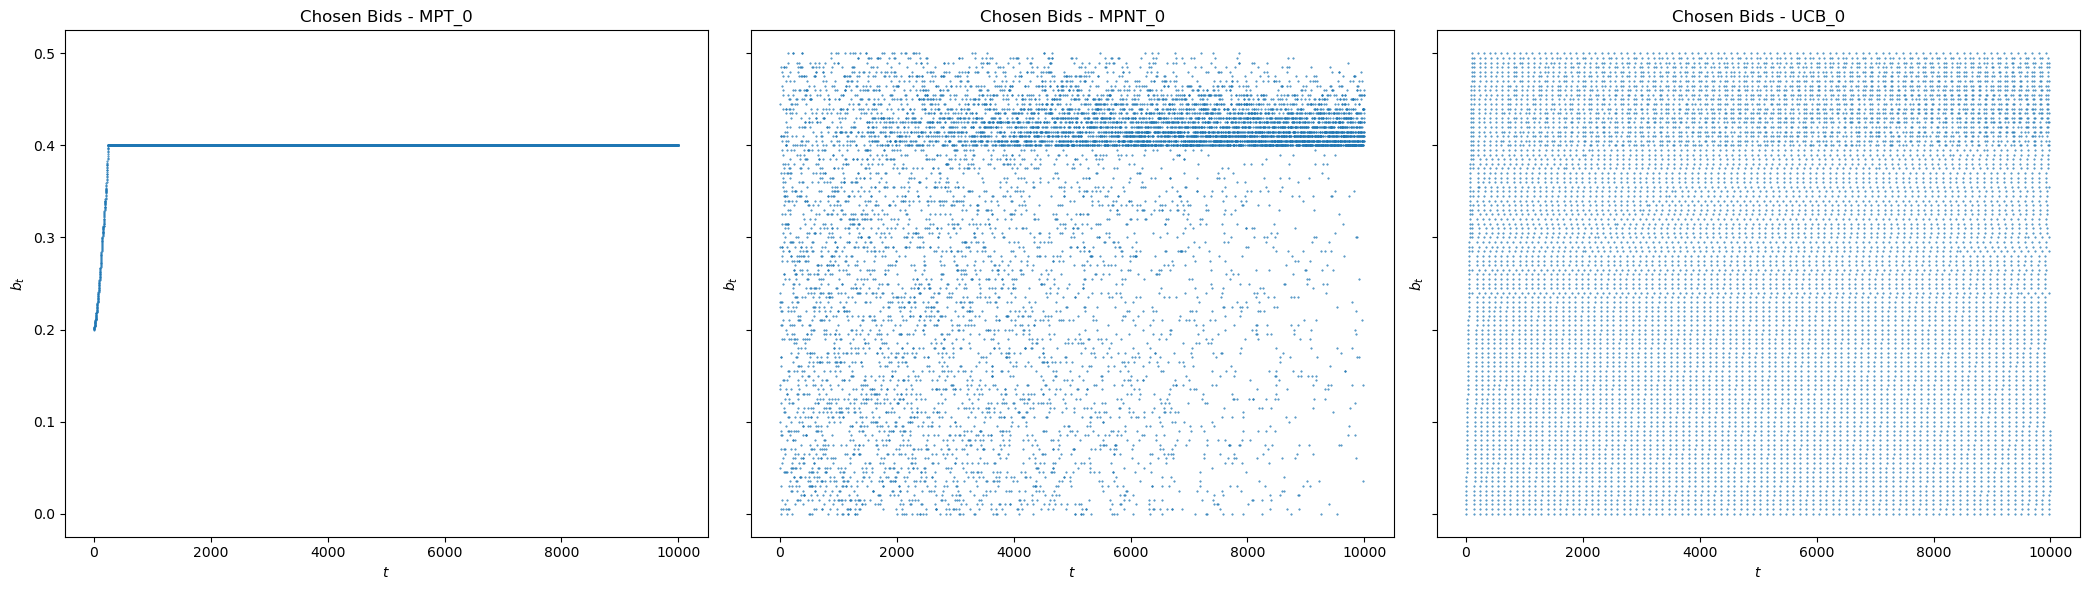 Chosen Bids - MPT_0
0.5
0.4
0.3
0.2
0.1
0.0
b_t
0 2000 4000 6000 8000 10000
t
Chosen Bids - MPNT_0
b_t
0 2000 4000 6000 8000 10000
t
Chosen Bids - UCB_0
b_t
0 2000 4000 6000 8000 10000
t